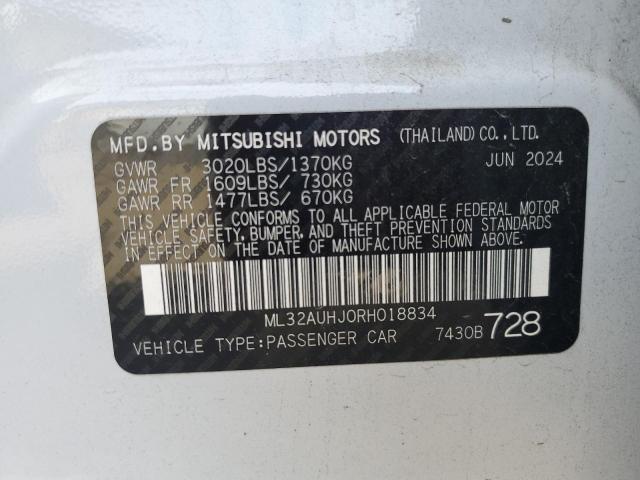 MFD.BY MITSUBISHI MOTORS (THAILAND)CO.,LTD.
GVWR 3020LBS/1370KG JUN 2024
GAWR FR 1609LBS/ 730KG
GAWR RR 1477LBS/ 670KG
THIS VEHICLE CONFORMS TO ALL APPLICABLE FEDERAL MOTOR
VEHICLE SAFETY, BUMPER, AND THEFT PREVENTION STANDARDS
IN EFFECT ON THE DATE OF MANUFACTURE SHOWN ABOVE.
ML32AUHJ0RH018834
VEHICLE TYPE:PASSENGER CAR 7430B 728